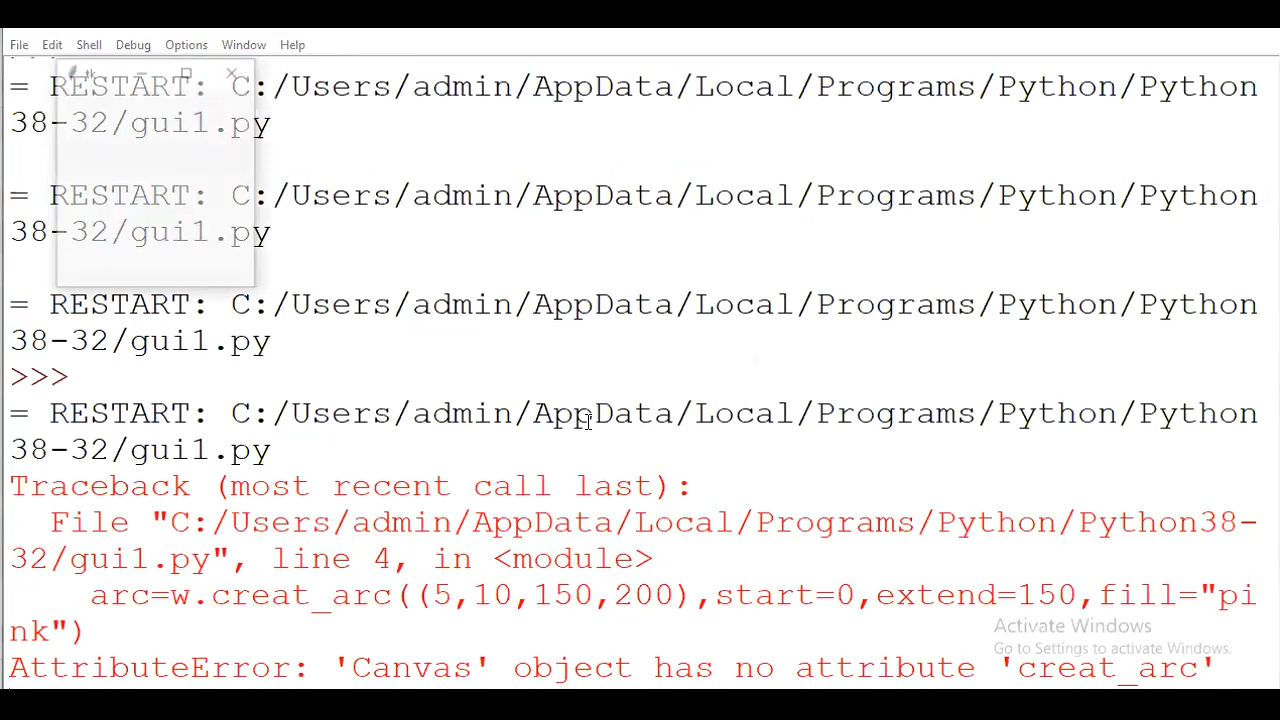 File Edit Shell Debug Options Window Help
tk
= RESTART: C:/Users/admin/AppData/Local/Programs/Python/Python
38-32/gui1.py
= RESTART: C:/Users/admin/AppData/Local/Programs/Python/Python
38-32/gui1.py
= RESTART: C:/Users/admin/AppData/Local/Programs/Python/Python
38-32/gui1.py
>>>
= RESTART: C:/Users/admin/AppData/Local/Programs/Python/Python
38-32/gui1.py
Traceback (most recent call last):
File "C:/Users/admin/AppData/Local/Programs/Python/Python38-
32/gui1.py", line 4, in <module>
arc=w.creat_arc((5,10,150,200),start=0,extend=150,fill="pi
nk")
Activate Windows
Go to Settings to activate Windows.
AttributeError: 'Canvas' object has no attribute 'creat_arc'